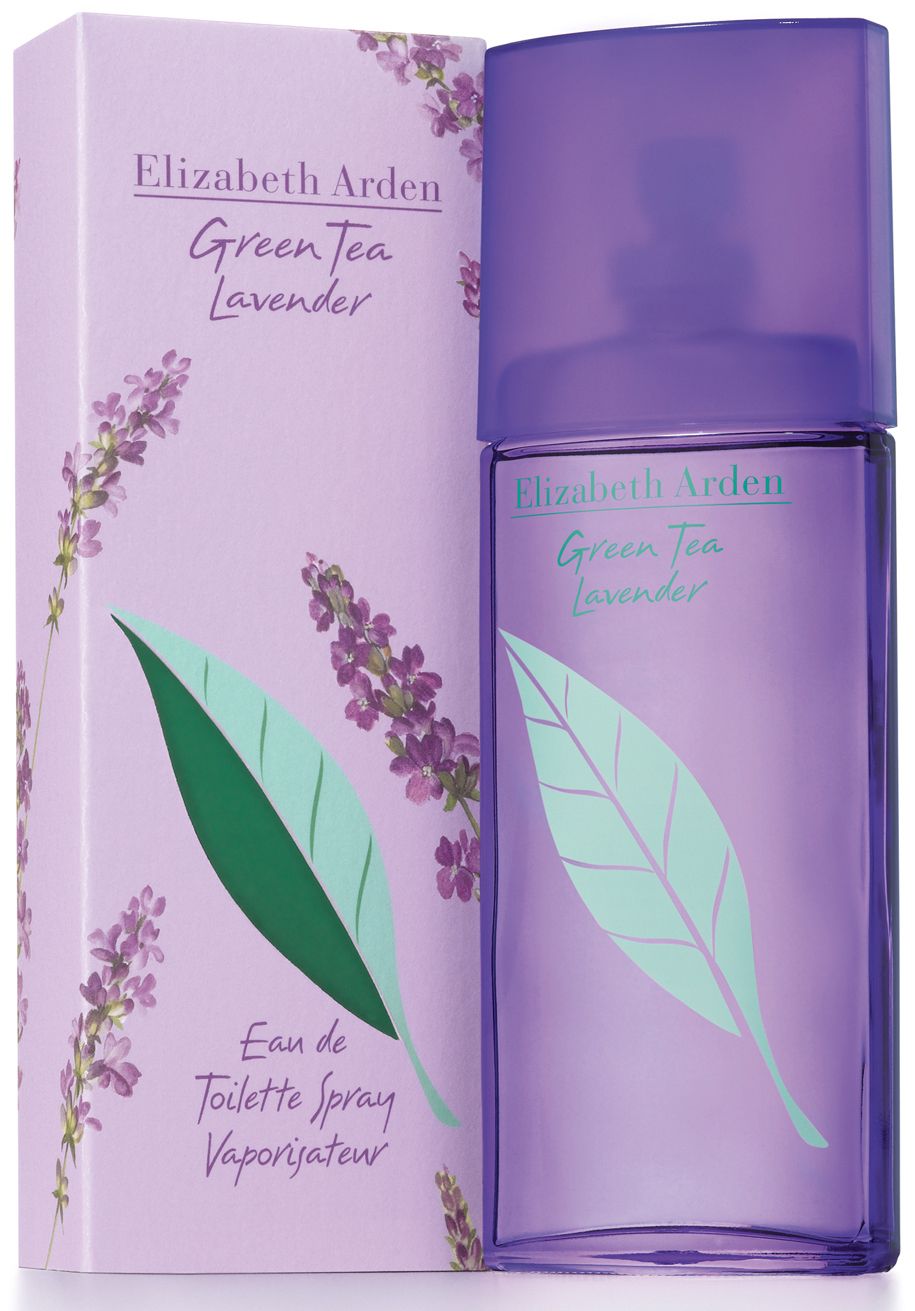 Elizabeth Arden
Green Tea
Lavender
Eau de
Toilette Spray
Vaporisateur
Elizabeth Arden
Green Tea
Lavender